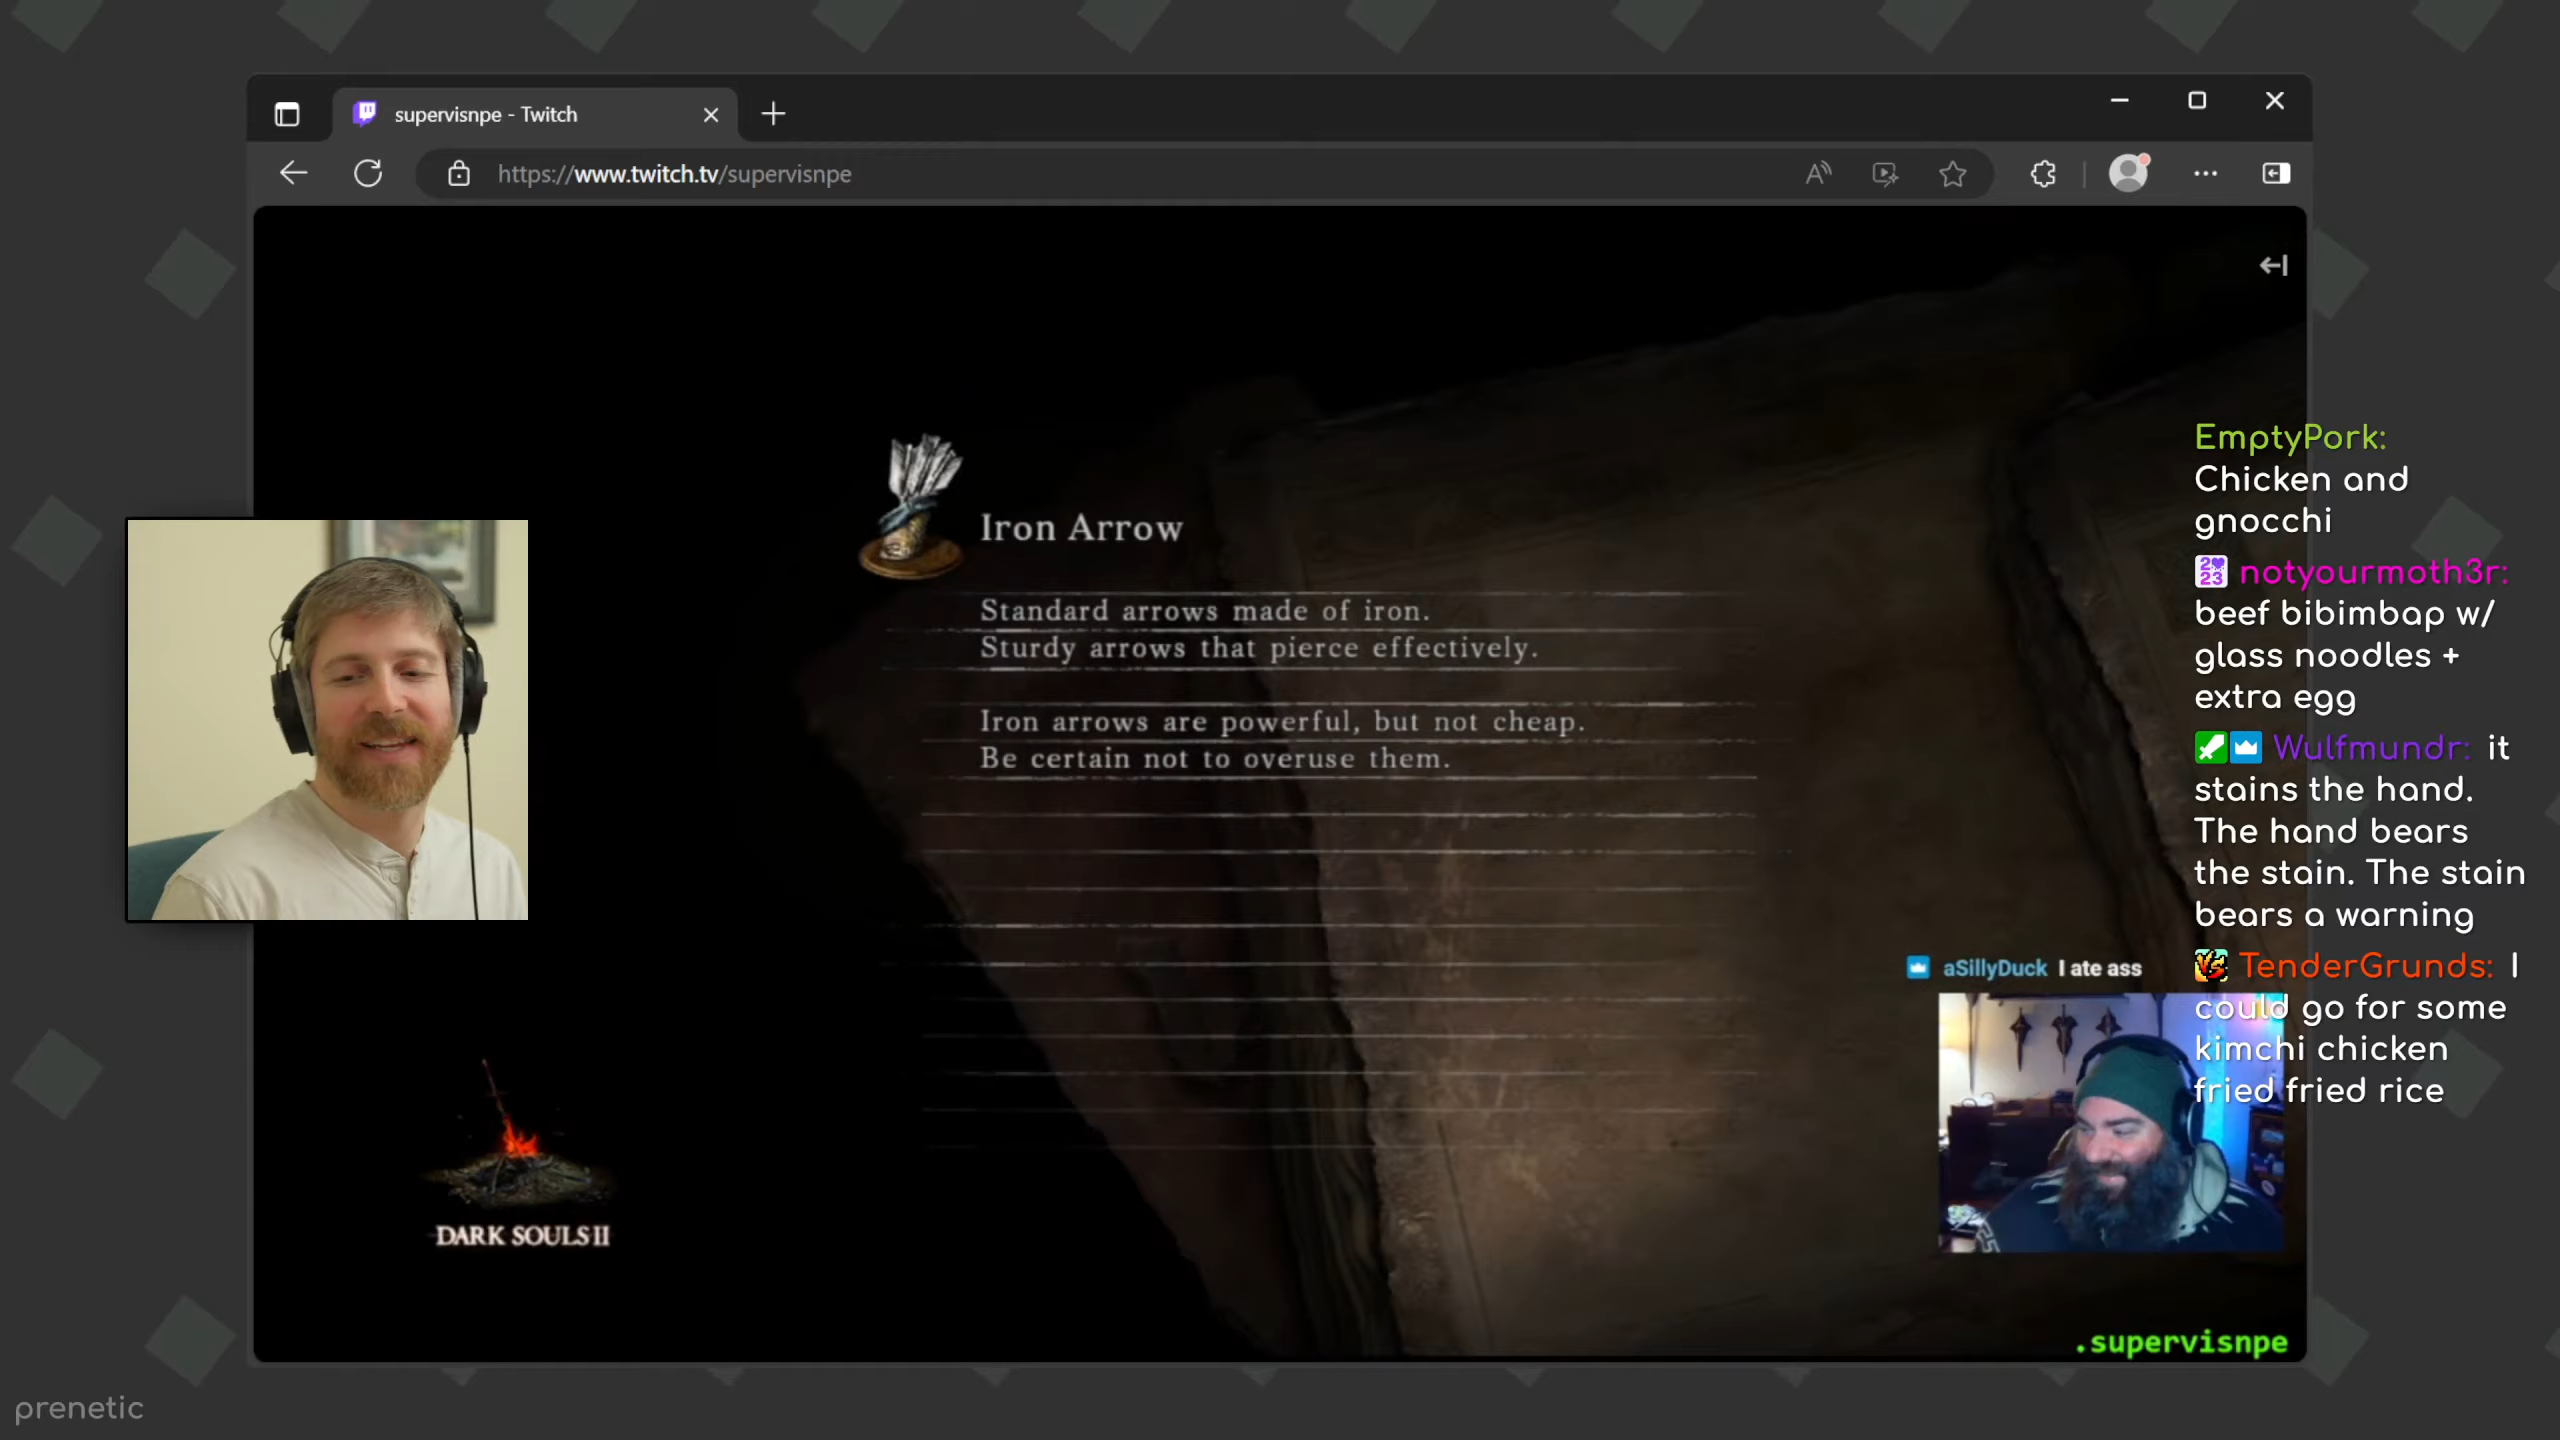 supervisnpe - Twitch
https://www.twitch.tv/supervisnpe
Iron Arrow
Standard arrows made of iron.
Sturdy arrows that pierce effectively.
Iron arrows are powerful, but not cheap.
Be certain not to overuse them.
DARK SOULS II
aSillyDuck I ate ass
.supervisnpe
EmptyPork:
Chicken and
gnocchi
2023 notyourmoth3r:
beef bibimbap w/
glass noodles +
extra egg
Wulfmundr: it
stains the hand.
The hand bears
the stain. The stain
bears a warning
VS TenderGrunds: I
could go for some
kimchi chicken
fried fried rice
prenetic